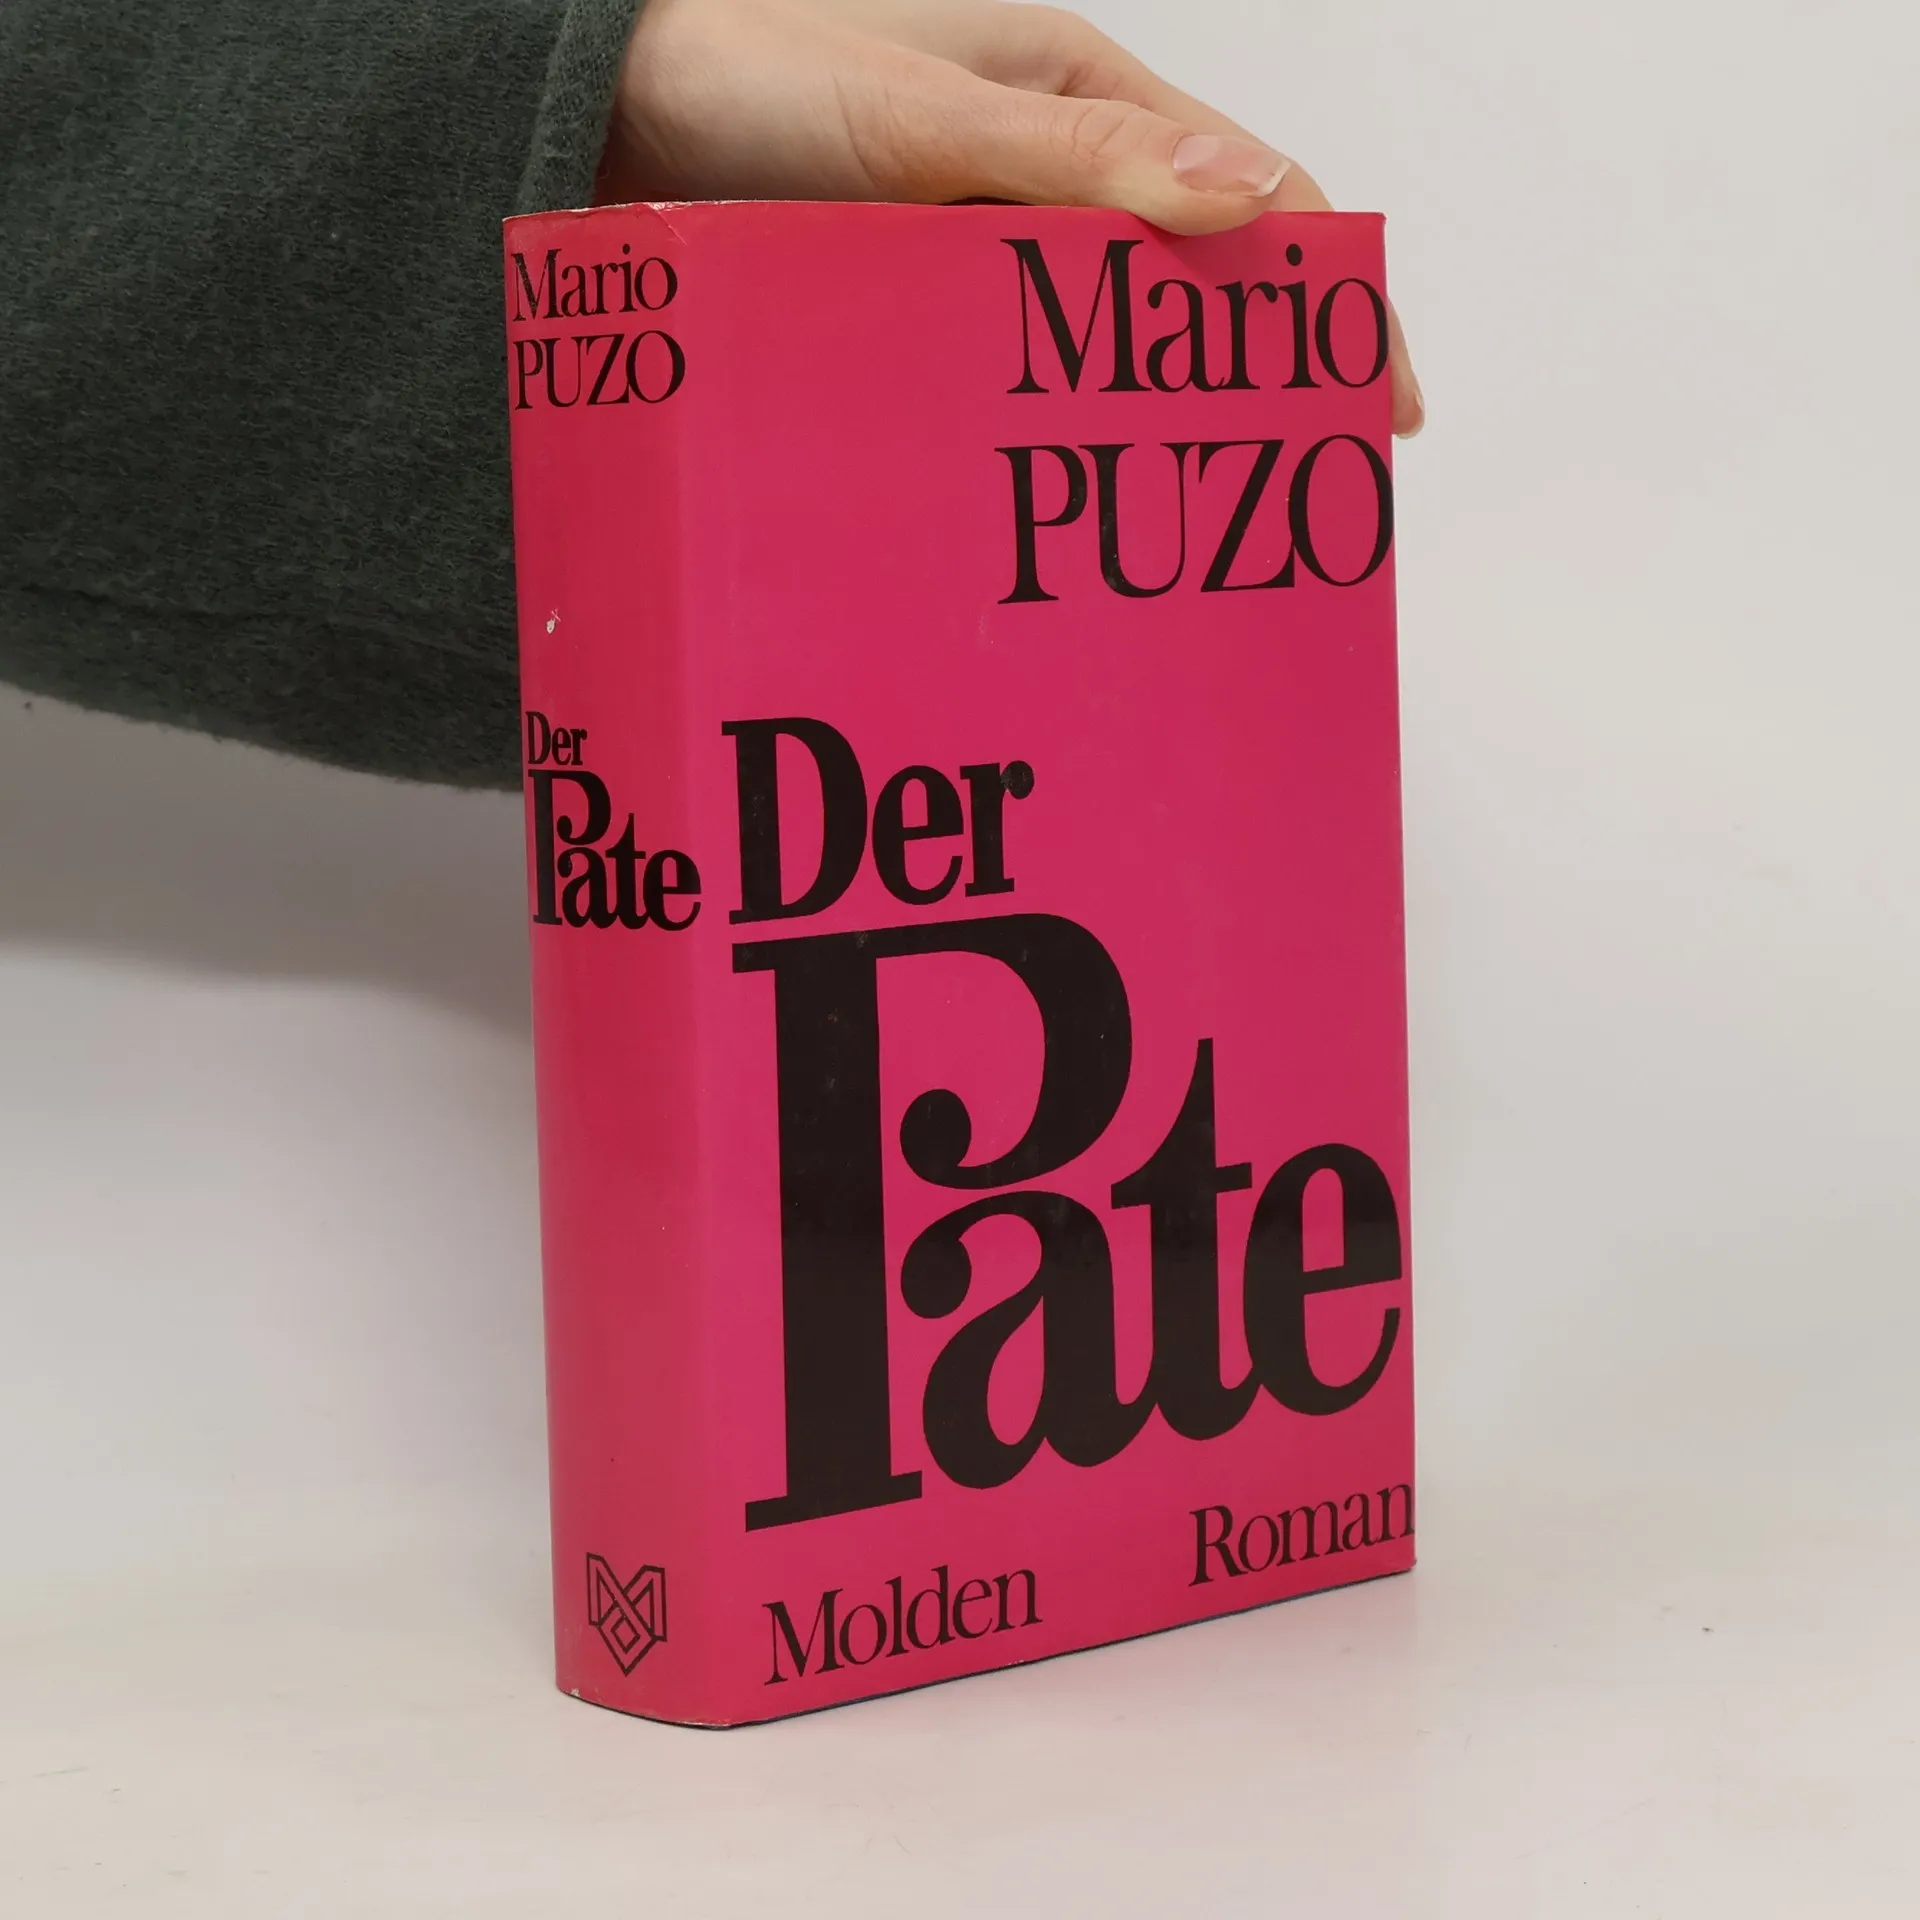 Mario
PUZO
Der
Pate
Mario
PUZO
Der
Pate
Molden
Roman